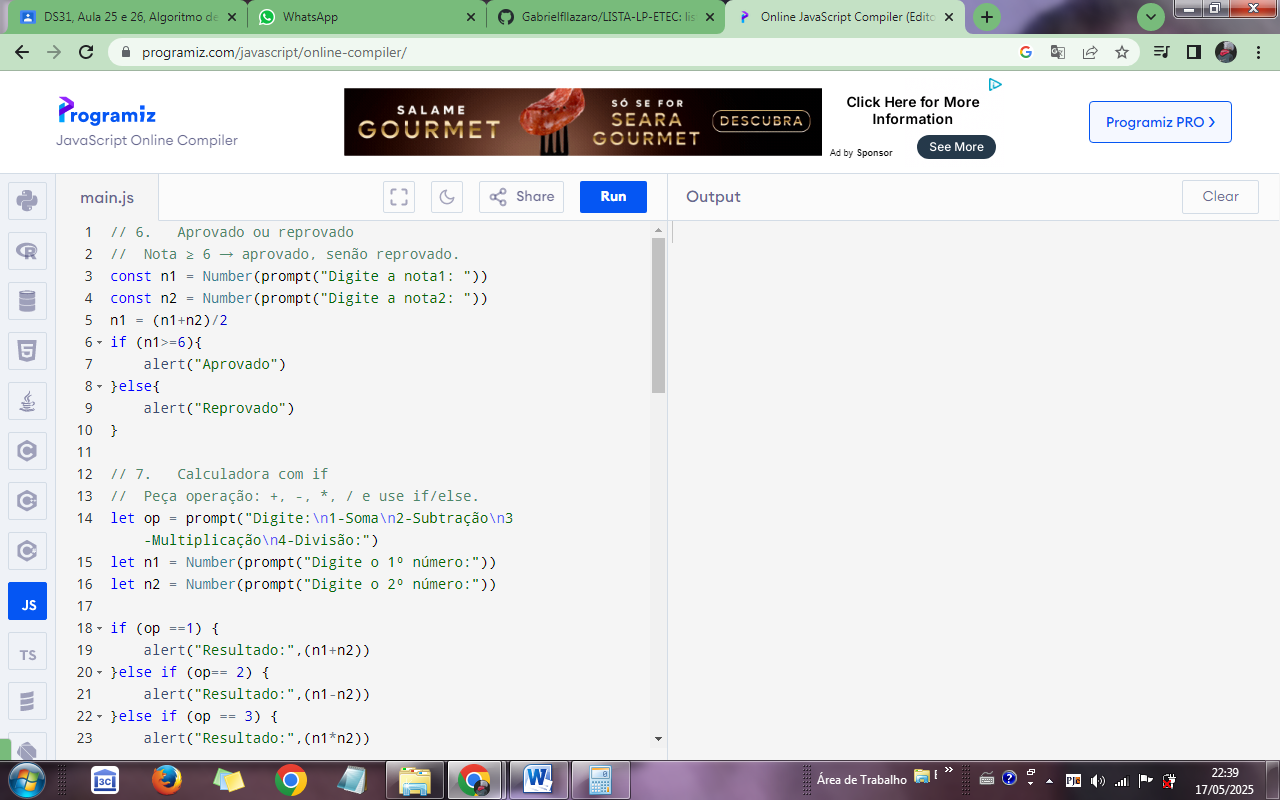 DS31, Aula 25 e 26, Algoritmo de
WhatsApp
Gabrielfllazaro/LISTA-LP-ETEC: lis
Online JavaScript Compiler (Edito
programiz.com/javascript/online-compiler/
Programiz
JavaScript Online Compiler
SALAME
GOURMET
SÓ SE FOR
SEARA
GOURMET
DESCUBRA
Click Here for More
Information
Ad by Sponsor
See More
Programiz PRO
main.js
Share
Run
Output
Clear
1 // 6.   Aprovado ou reprovado
2 //  Nota ≥ 6 → aprovado, senão reprovado.
3 const n1 = Number(prompt("Digite a nota1: "))
4 const n2 = Number(prompt("Digite a nota2: "))
5 n1 = (n1+n2)/2
6 if (n1>=6){
7     alert("Aprovado")
8 }else{
9     alert("Reprovado")
10 }
11
12 // 7.   Calculadora com if
13 //  Peça operação: +, -, *, / e use if/else.
14 let op = prompt("Digite:\n1-Soma\n2-Subtração\n3
-Multiplicação\n4-Divisão:")
15 let n1 = Number(prompt("Digite o 1º número:"))
16 let n2 = Number(prompt("Digite o 2º número:"))
17
18 if (op ==1) {
19     alert("Resultado:",(n1+n2))
20 }else if (op== 2) {
21     alert("Resultado:",(n1-n2))
22 }else if (op == 3) {
23     alert("Resultado:",(n1*n2))
JS
TS
3C
Área de Trabalho
PJe
22:39
17/05/2025